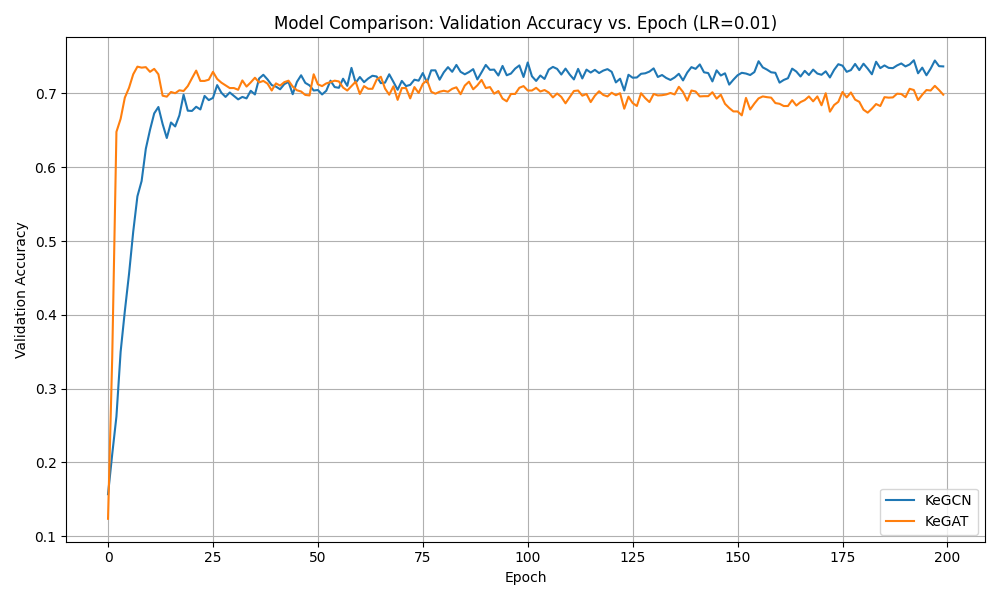 Model Comparison: Validation Accuracy vs. Epoch (LR=0.01)
Validation Accuracy
0.7
0.6
0.5
0.4
0.3
0.2
0.1
KeGCN
KeGAT
0 25 50 75 100 125 150 175 200
Epoch